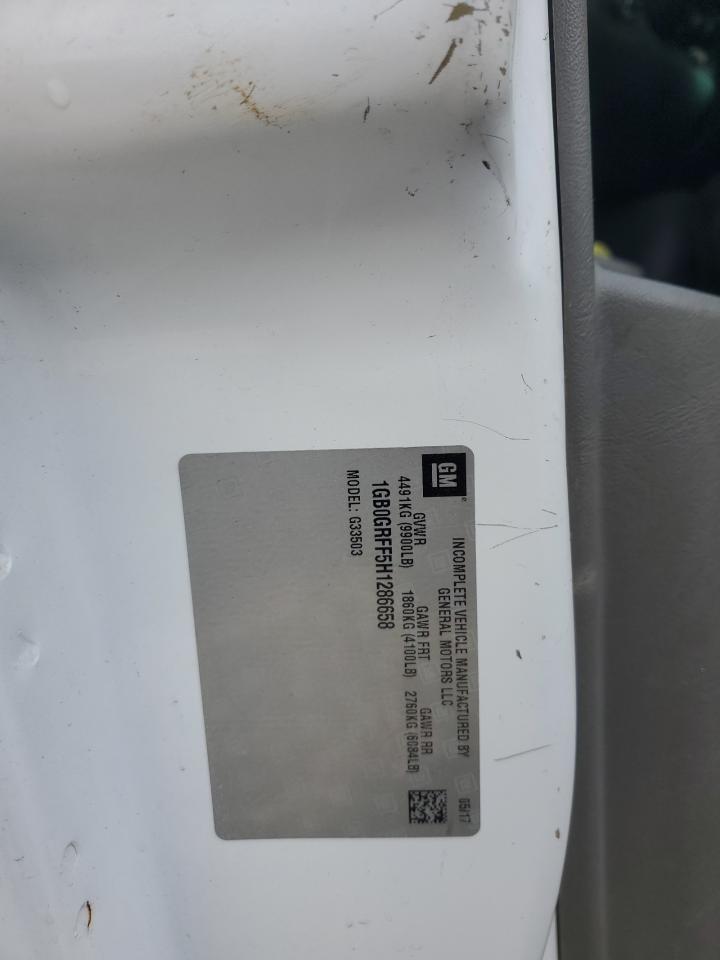 GM
INCOMPLETE VEHICLE MANUFACTURED BY
GENERAL MOTORS LLC
05/17
GVWR GAWR FRT GAWR RR
4491KG (9900LB) 1860KG (4100LB) 2760KG (6084LB)
1GB0GRFF5H1286658
MODEL: G33503